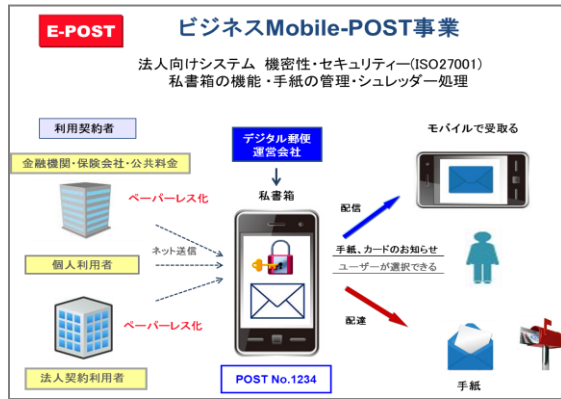 E-POST
ビジネスMobile-POST事業
法人向けシステム 機密性・セキュリティー(ISO27001)
私書箱の機能・手紙の管理・シュレッダー処理
利用契約者
金融機関・保険会社・公共料金
ペーパーレス化
個人利用者
ネット送信
ペーパーレス化
法人契約利用者
デジタル郵便
運営会社
私書箱
POST No.1234
モバイルで受取る
配信
手紙、カードのお知らせ
ユーザーが選択できる
配達
手紙